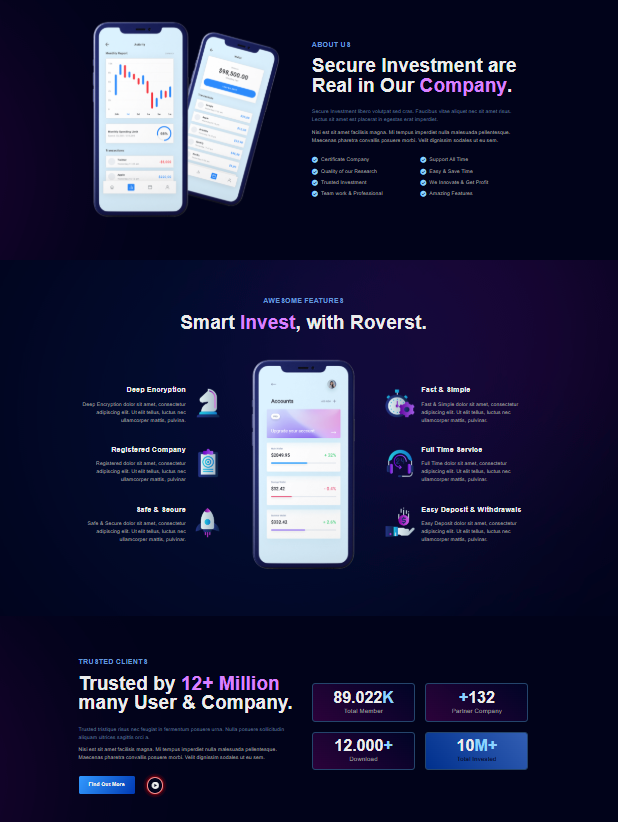 ABOUT US
Secure Investment are
Real in Our Company.
Secure Investment libero volutpat sed cras. Faucibus vitae aliquet nec sit amet risus.
Lectus sit amet est placerat in egestas erat imperdiet.
Nisi est sit amet facilisis magna. Mi tempus imperdiet nulla malesuada pellentesque.
Maecenas pharetra convallis posuere morbi. Velit dignissim sodales ut eu sem.
Certificate Company
Support All Time
Quality of our Research
Easy & Save Time
Trusted Investment
We Innovate & Get Profit
Team work & Professional
Amazing Features
Monthly Report
$98,500.00
Transactions
AWESOME FEATURES
Smart Invest, with Roverst.
Deep Encryption
Deep Encryption dolor sit amet, consectetur
adipiscing elit. Ut elit tellus, luctus nec
ullamcorper mattis, pulvinar.
Registered Company
Registered dolor sit amet, consectetur
adipiscing elit. Ut elit tellus, luctus nec
ullamcorper mattis, pulvinar.
Safe & Secure
Safe & Secure dolor sit amet, consectetur
adipiscing elit. Ut elit tellus, luctus nec
ullamcorper mattis, pulvinar.
Accounts
$2049.95
$92.42
$332.42
Fast & Simple
Fast & Simple dolor sit amet, consectetur
adipiscing elit. Ut elit tellus, luctus nec
ullamcorper mattis, pulvinar.
Full Time Service
Full Time dolor sit amet, consectetur
adipiscing elit. Ut elit tellus, luctus nec
ullamcorper mattis, pulvinar.
Easy Deposit & Withdrawals
Easy Deposit dolor sit amet, consectetur
adipiscing elit. Ut elit tellus, luctus nec
ullamcorper mattis, pulvinar.
TRUSTED CLIENTS
Trusted by 12+ Million
many User & Company.
Trusted tristique risus nec feugiat in fermentum posuere urna. Nulla posuere sollicitudin
aliquam ultrices sagittis orci a.
Nisi est sit amet facilisis magna. Mi tempus imperdiet nulla malesuada pellentesque.
Maecenas pharetra convallis posuere morbi. Velit dignissim sodales ut eu sem.
Find Out More
89.022K
Total Member
+132
Partner Company
12.000+
Download
10M+
Total Invested